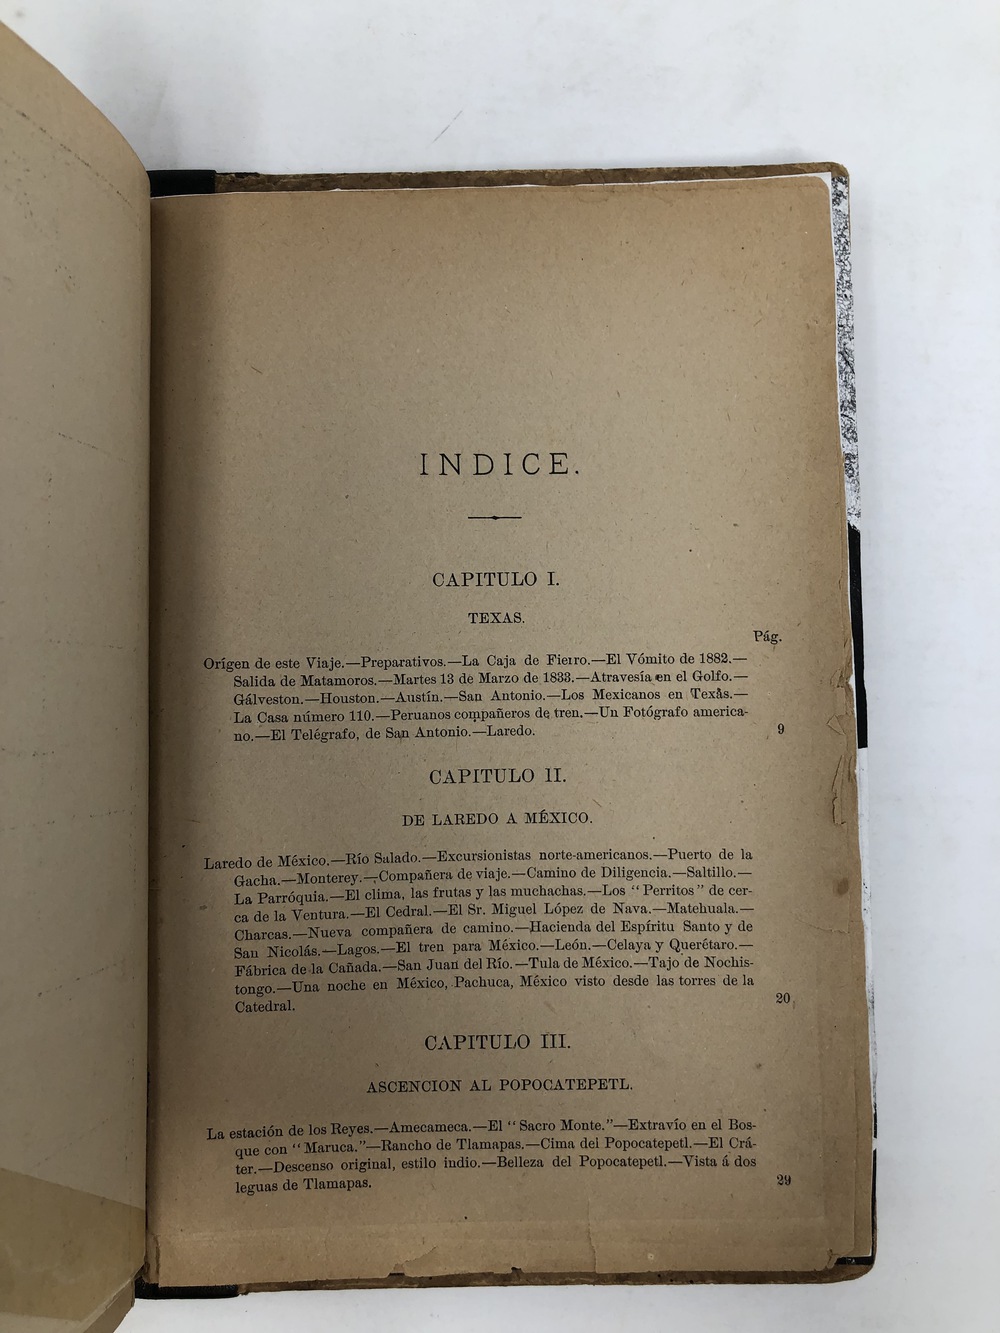 INDICE.
CAPITULO I.
TEXAS.
Pág.
Orígen de este Viaje.—Preparativos.—La Caja de Fierro.—El Vómito de 1882.—
Salida de Matamoros.—Martes 13 de Marzo de 1833.—Atravesía en el Golfo.—
Gálveston.—Houston.—Austín.—San Antonio.—Los Mexicanos en Texas.—
La Casa número 110.—Peruanos compañeros de tren.—Un Fotógrafo america-
no.—El Telégrafo, de San Antonio.—Laredo. 9
CAPITULO II.
DE LAREDO A MÉXICO.
Laredo de México.—Río Salado.—Excursionistas norte-americanos.—Puerto de la
Gacha.—Monterey.—Compañera de viaje.—Camino de Diligencia.—Saltillo.—
La Parróquia.—El clima, las frutas y las muchachas.—Los "Perritos" de cer-
ca de la Ventura.—El Cedral.—El Sr. Miguel López de Nava.—Matehuala.—
Charcas.—Nueva compañera de camino.—Hacienda del Espíritu Santo y de
San Nicolás.—Lagos.—El tren para México.—León.—Celaya y Querétaro.—
Fábrica de la Cañada.—San Juan del Río.—Tula de México.—Tajo de Nochis-
tongo.—Una noche en México, Pachuca, México visto desde las torres de la
Catedral. 20
CAPITULO III.
ASCENCION AL POPOCATEPETL.
La estación de los Reyes.—Amecameca.—El "Sacro Monte."—Extravío en el Bos-
que con "Maruca."—Rancho de Tlamapas.—Cima del Popocatepetl.—El Crá-
ter.—Descenso original, estilo indio.—Belleza del Popocatepetl.—Vista á dos
leguas de Tlamapas. 29